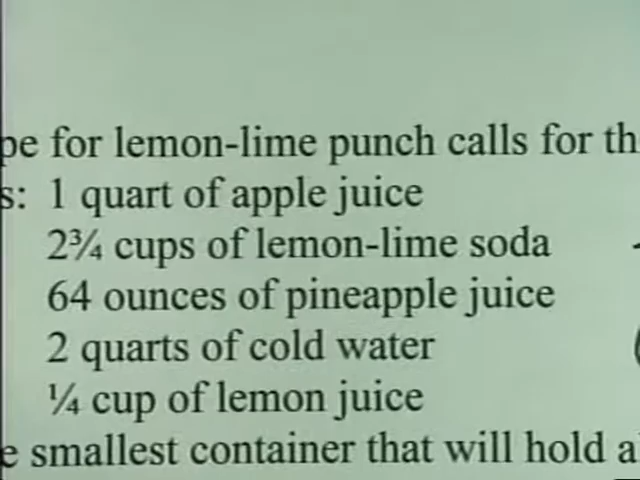 pe for lemon-lime punch calls for th
s: 1 quart of apple juice
2¾ cups of lemon-lime soda
64 ounces of pineapple juice
2 quarts of cold water
¼ cup of lemon juice
e smallest container that will hold a